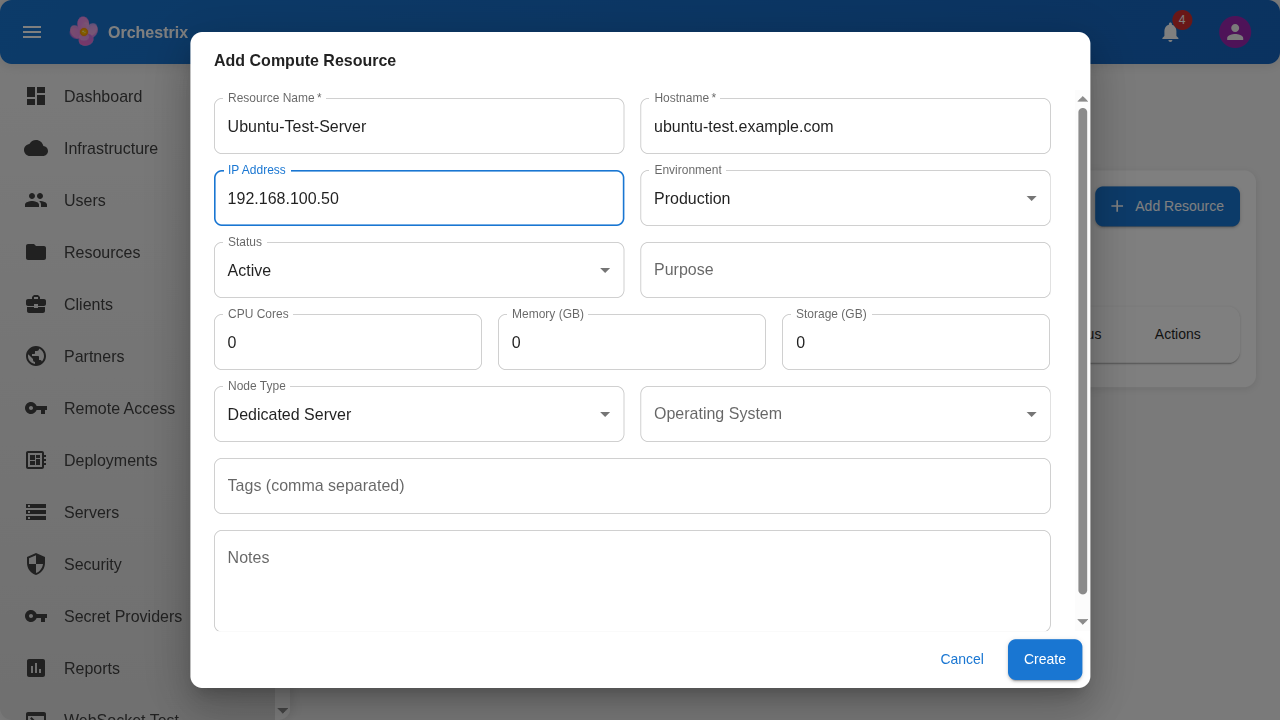 Orchestrix
4
Add Compute Resource
Dashboard
Infrastructure
Users
Resources
Clients
Partners
Remote Access
Deployments
Servers
Security
Secret Providers
Reports
WebSocket Test
Resource Name *
Ubuntu-Test-Server
Hostname *
ubuntu-test.example.com
IP Address
192.168.100.50
Environment
Production
Status
Active
Purpose
CPU Cores
0
Memory (GB)
0
Storage (GB)
0
Node Type
Dedicated Server
Operating System
Tags (comma separated)
Notes
Cancel
Create
Add Resource
Actions